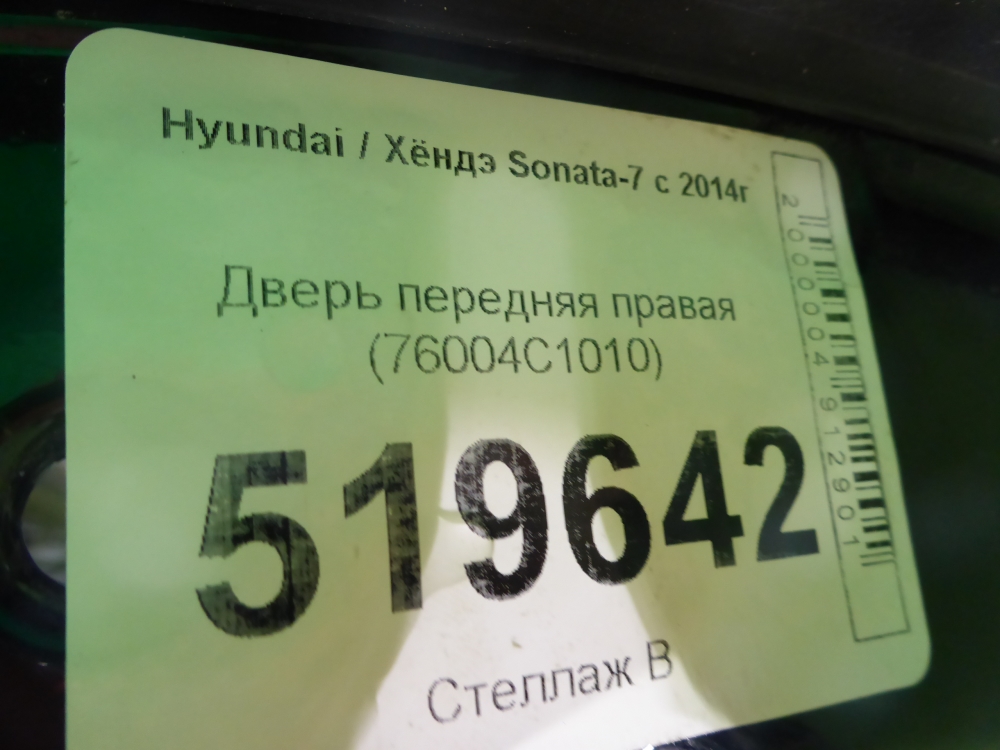 Hyundai / Хёндэ Sonata-7 с 2014г
Дверь передняя правая
(76004C1010)
519642
Стеллаж В
2000004912901